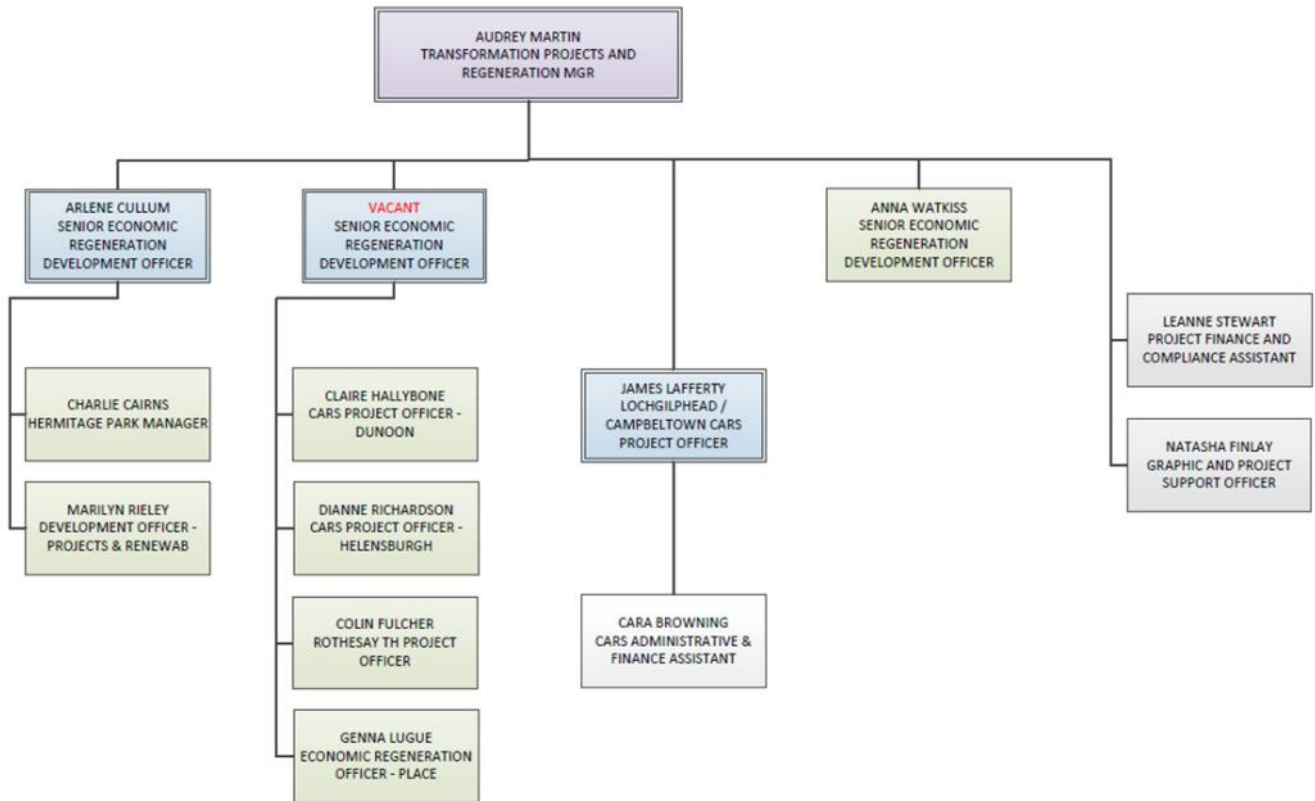 AUDREY MARTIN
TRANSFORMATION PROJECTS AND
REGENERATION MGR
ARLENE CULLUM
SENIOR ECONOMIC
REGENERATION
DEVELOPMENT OFFICER
VACANT
SENIOR ECONOMIC
REGENERATION
DEVELOPMENT OFFICER
ANNA WATKISS
SENIOR ECONOMIC
REGENERATION
DEVELOPMENT OFFICER
LEANNE STEWART
PROJECT FINANCE AND
COMPLIANCE ASSISTANT
CHARLIE CAIRNS
HERMITAGE PARK MANAGER
CLAIRE HALLYBONE
CARS PROJECT OFFICER -
DUNOON
JAMES LAFFERTY
LOCHGILPHEAD /
CAMPBELTOWN CARS
PROJECT OFFICER
NATASHA FINLAY
GRAPHIC AND PROJECT
SUPPORT OFFICER
MARILYN RIELEY
DEVELOPMENT OFFICER -
PROJECTS & RENEWAB
DIANNE RICHARDSON
CARS PROJECT OFFICER -
HELENSBURGH
COLIN FULCHER
ROTHESAY TH PROJECT
OFFICER
CARA BROWNING
CARS ADMINISTRATIVE &
FINANCE ASSISTANT
GENNA LUGUE
ECONOMIC REGENERATION
OFFICER - PLACE